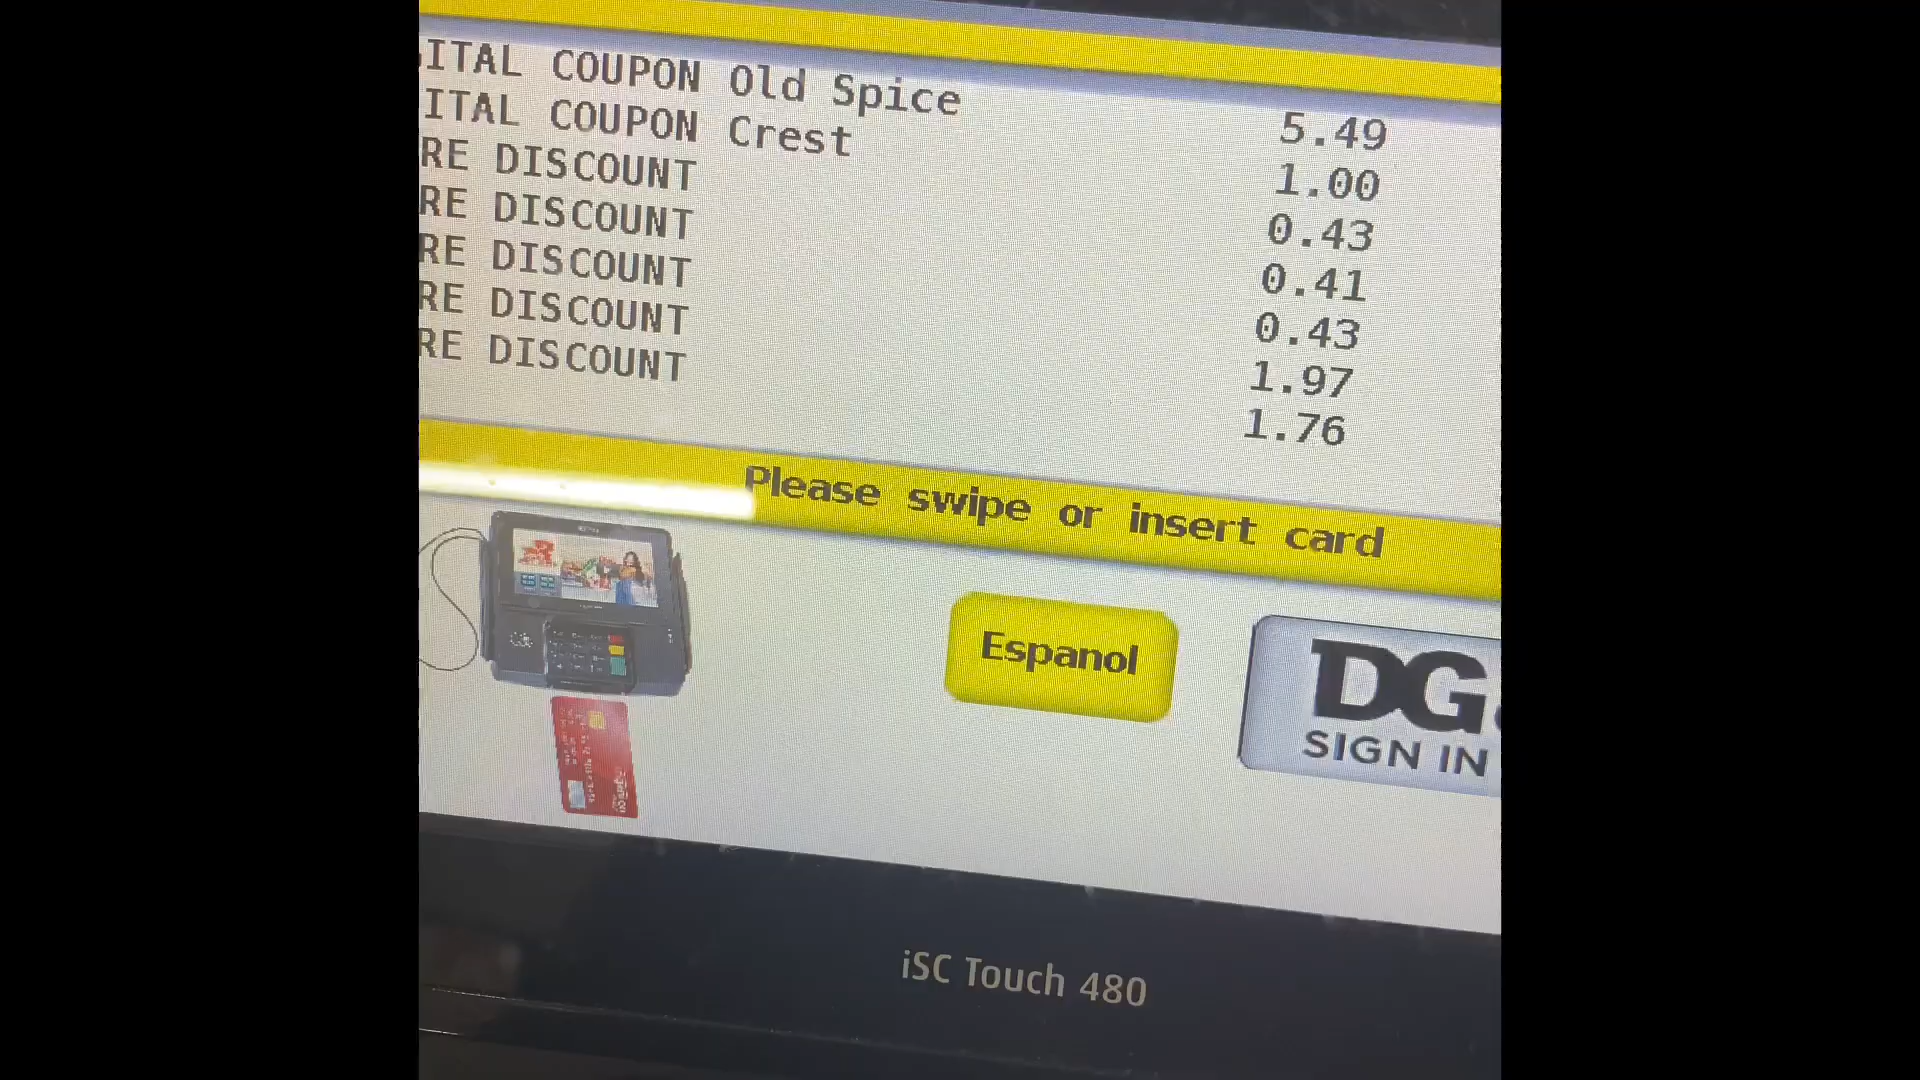 ITAL COUPON Old Spice 5.49
ITAL COUPON Crest 1.00
RE DISCOUNT 0.43
RE DISCOUNT 0.41
RE DISCOUNT 0.43
RE DISCOUNT 1.97
RE DISCOUNT 1.76
Please swipe or insert card
Espanol
DG
SIGN IN
iSC Touch 480